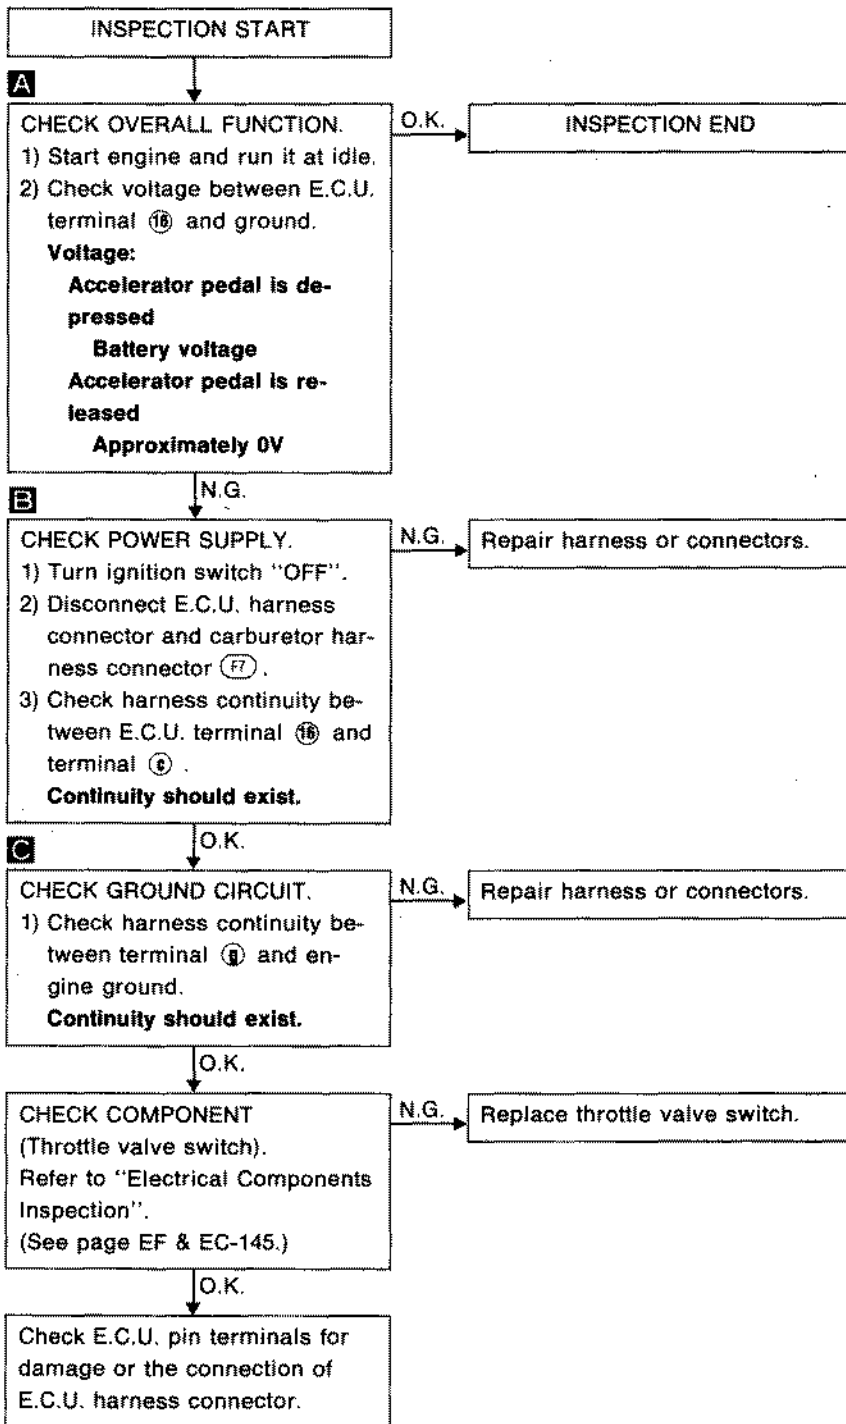 INSPECTION START
A
CHECK OVERALL FUNCTION.
O.K.
INSPECTION END
1) Start engine and run it at idle.
2) Check voltage between E.C.U.
terminal ⑯ and ground.
Voltage:
Accelerator pedal is de-
pressed
Battery voltage
Accelerator pedal is re-
leased
Approximately 0V
N.G.
B
CHECK POWER SUPPLY.
N.G.
Repair harness or connectors.
1) Turn ignition switch "OFF".
2) Disconnect E.C.U. harness
connector and carburetor har-
ness connector (F7) .
3) Check harness continuity be-
tween E.C.U. terminal ⑯ and
terminal ⓒ .
Continuity should exist.
O.K.
C
CHECK GROUND CIRCUIT.
N.G.
Repair harness or connectors.
1) Check harness continuity be-
tween terminal ⓖ and en-
gine ground.
Continuity should exist.
O.K.
CHECK COMPONENT
N.G.
Replace throttle valve switch.
(Throttle valve switch).
Refer to "Electrical Components
Inspection".
(See page EF & EC-145.)
O.K.
Check E.C.U. pin terminals for
damage or the connection of
E.C.U. harness connector.